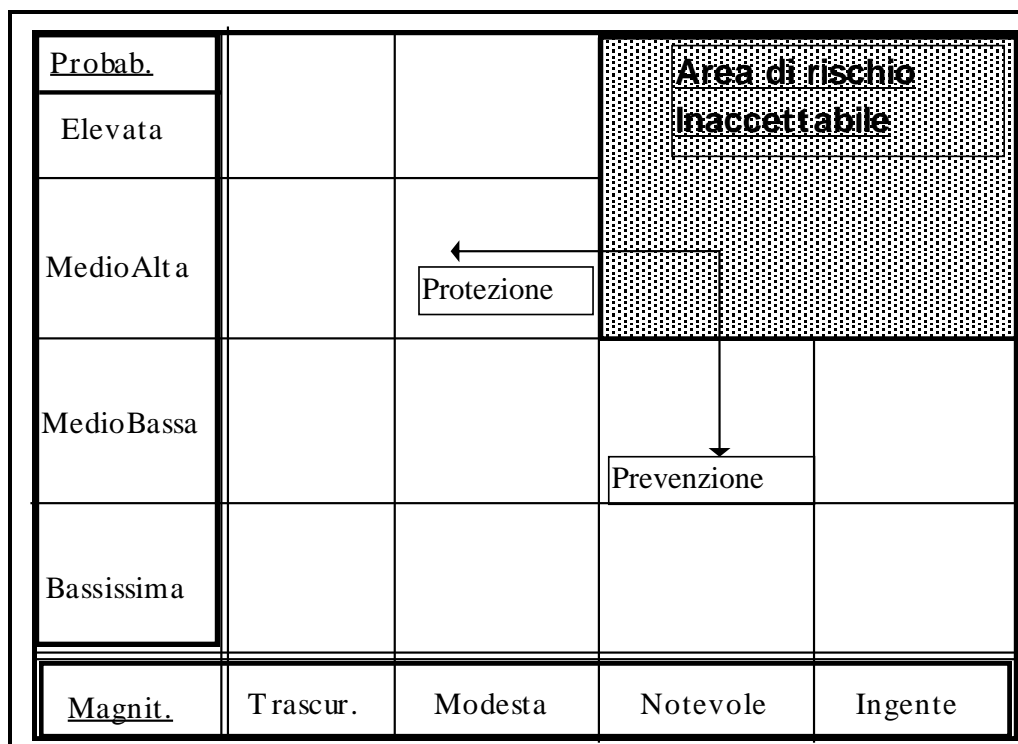 Probab.
Area di rischio
Inaccettabile
Elevata
MedioAlta
Protezione
MedioBassa
Prevenzione
Bassissima
Magnit.
Trascur.
Modesta
Notevole
Ingente